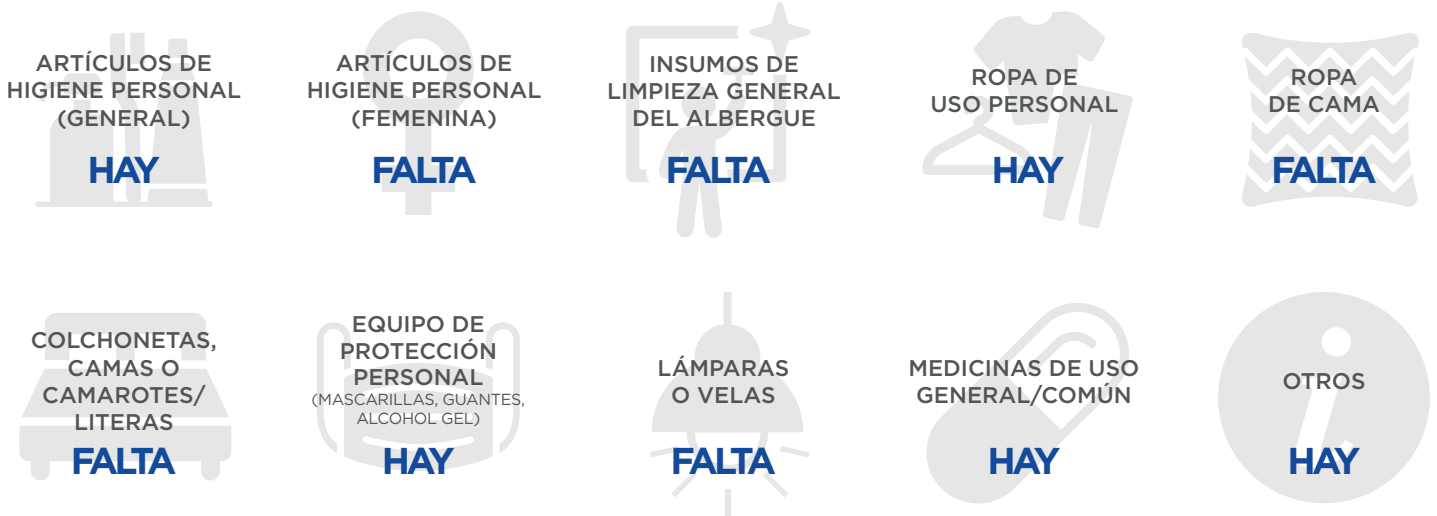 ARTÍCULOS DE
HIGIENE PERSONAL
(GENERAL)
HAY
ARTÍCULOS DE
HIGIENE PERSONAL
(FEMENINA)
FALTA
INSUMOS DE
LIMPIEZA GENERAL
DEL ALBERGUE
FALTA
ROPA DE
USO PERSONAL
HAY
ROPA
DE CAMA
FALTA
COLCHONETAS,
CAMAS O
CAMAROTES/
LITERAS
FALTA
EQUIPO DE
PROTECCIÓN
PERSONAL
(MASCARILLAS, GUANTES,
ALCOHOL GEL)
HAY
LÁMPARAS
O VELAS
FALTA
MEDICINAS DE USO
GENERAL/COMÚN
HAY
OTROS
HAY